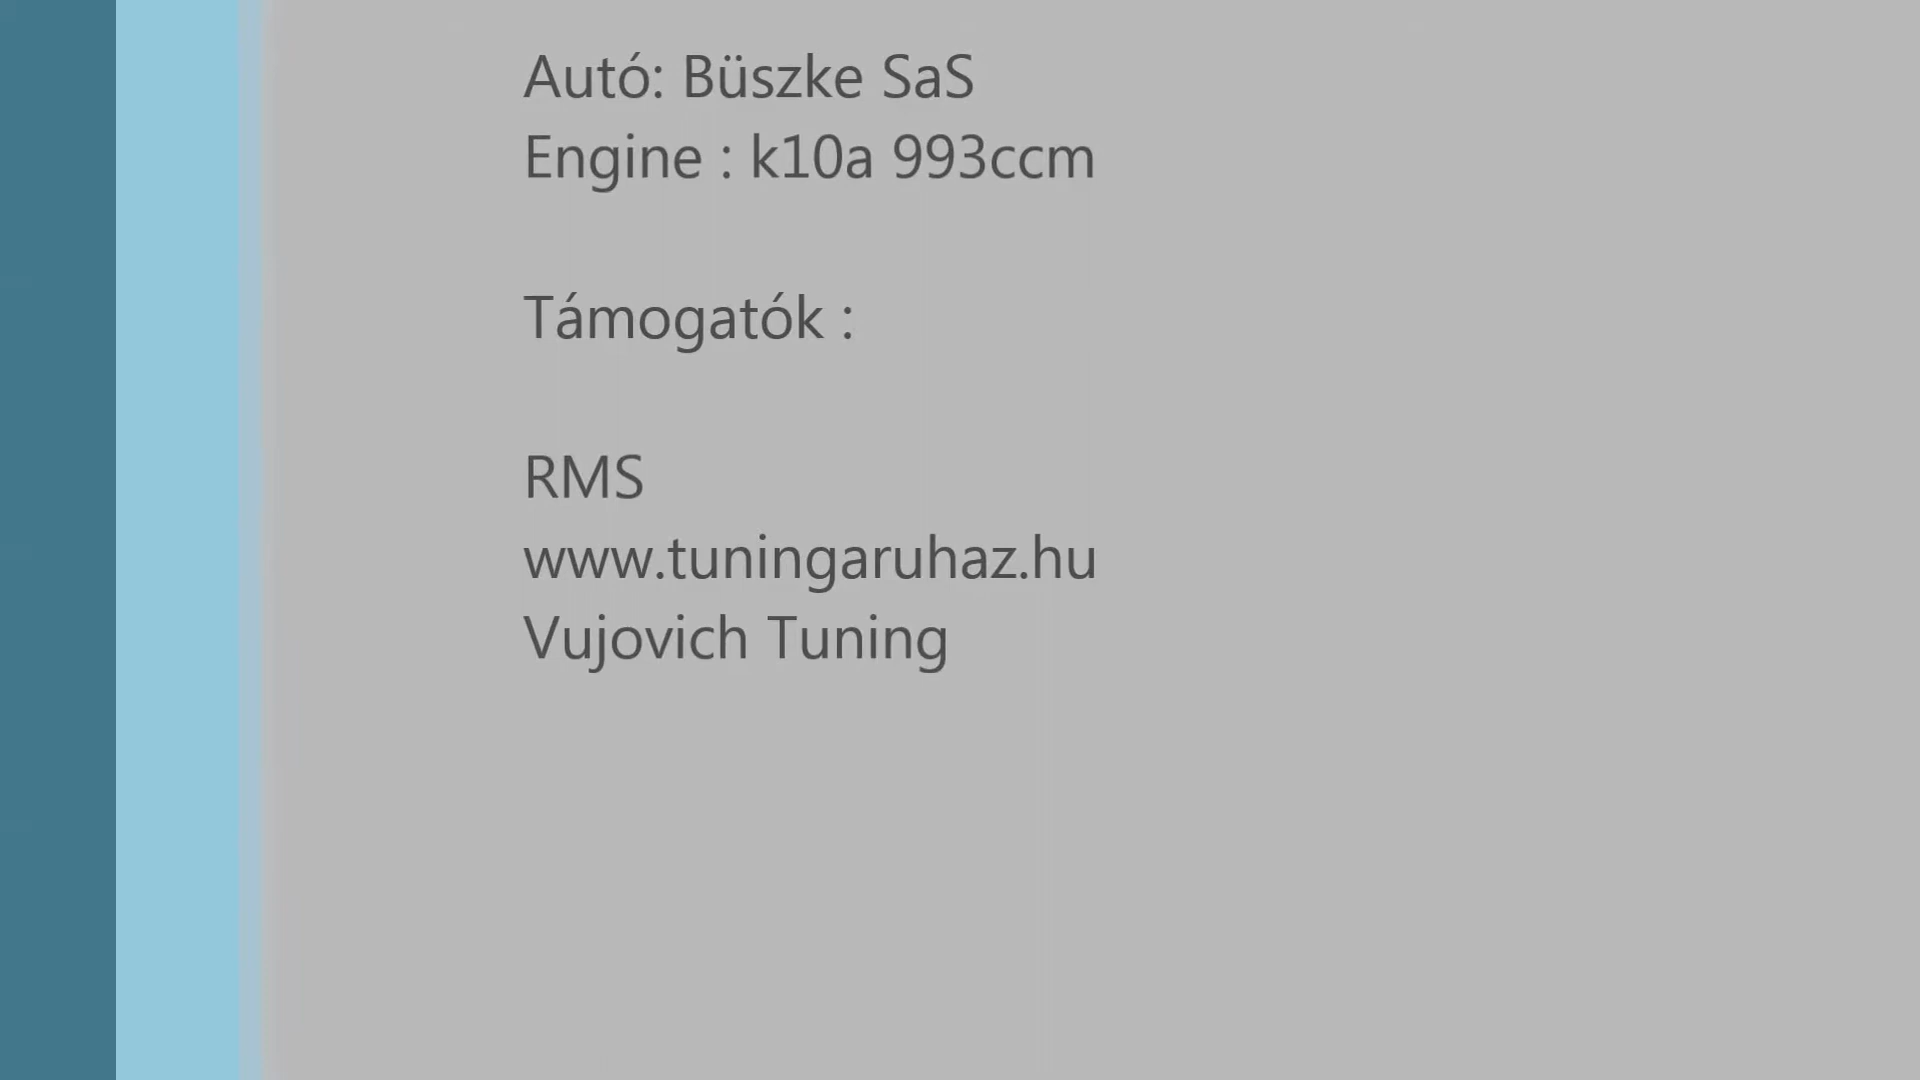 Autó: Büszke SaS
Engine : k10a 993ccm
Támogatók :
RMS
www.tuningaruhaz.hu
Vujovich Tuning